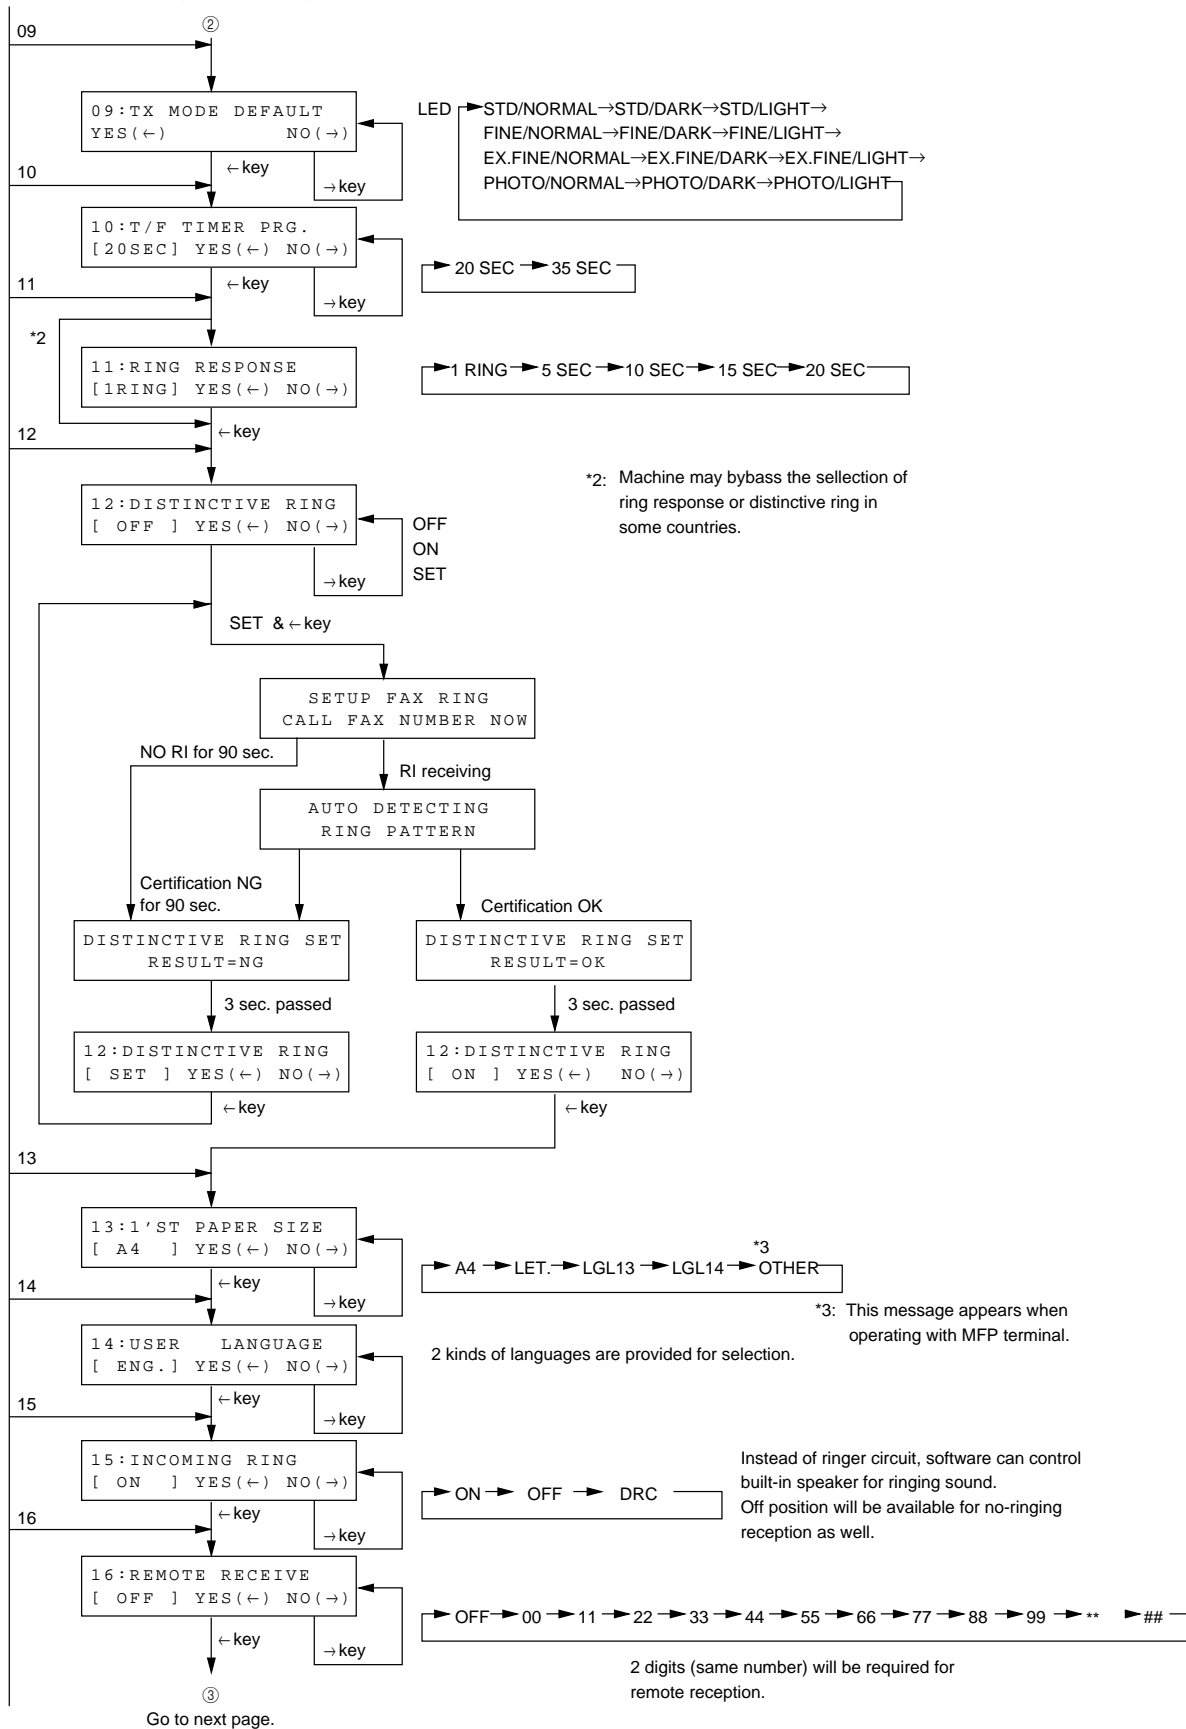 09
②
09:TX MODE DEFAULT
YES(←) NO(→)
←key
→key
LED STD/NORMAL→STD/DARK→STD/LIGHT→
FINE/NORMAL→FINE/DARK→FINE/LIGHT→
EX.FINE/NORMAL→EX.FINE/DARK→EX.FINE/LIGHT→
PHOTO/NORMAL→PHOTO/DARK→PHOTO/LIGHT
10
10:T/F TIMER PRG.
[20SEC] YES(←) NO(→)
←key
→key
20 SEC → 35 SEC
11
*2
11:RING RESPONSE
[1RING] YES(←) NO(→)
←key
1 RING → 5 SEC → 10 SEC → 15 SEC → 20 SEC
12
*2: Machine may bybass the sellection of
ring response or distinctive ring in
some countries.
12:DISTINCTIVE RING
[ OFF ] YES(←) NO(→)
→key
OFF
ON
SET
SET & ←key
SETUP FAX RING
CALL FAX NUMBER NOW
NO RI for 90 sec.
RI receiving
AUTO DETECTING
RING PATTERN
Certification NG
for 90 sec.
Certification OK
DISTINCTIVE RING SET
RESULT=NG
DISTINCTIVE RING SET
RESULT=OK
3 sec. passed
3 sec. passed
12:DISTINCTIVE RING
[ SET ] YES(←) NO(→)
12:DISTINCTIVE RING
[ ON ] YES(←) NO(→)
←key
←key
13
13:1'ST PAPER SIZE
[ A4 ] YES(←) NO(→)
←key
→key
*3
A4 → LET. → LGL13 → LGL14 → OTHER
*3: This message appears when
operating with MFP terminal.
14
14:USER LANGUAGE
[ ENG.] YES(←) NO(→)
←key
→key
2 kinds of languages are provided for selection.
15
15:INCOMING RING
[ ON ] YES(←) NO(→)
←key
→key
ON → OFF → DRC
Instead of ringer circuit, software can control
built-in speaker for ringing sound.
Off position will be available for no-ringing
reception as well.
16
16:REMOTE RECEIVE
[ OFF ] YES(←) NO(→)
←key
→key
OFF → 00 → 11 → 22 → 33 → 44 → 55 → 66 → 77 → 88 → 99 → ** ► ##
2 digits (same number) will be required for
remote reception.
③
Go to next page.